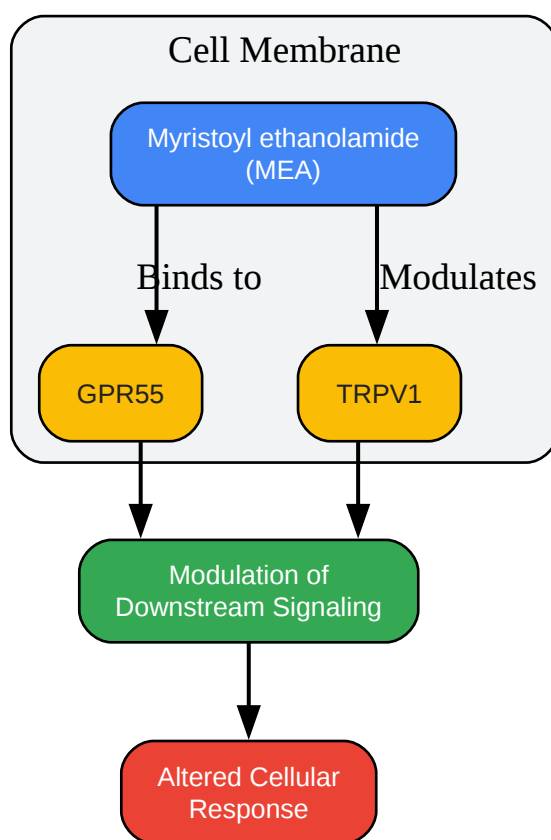 Cell Membrane
Myristoyl ethanolamide
(MEA)
Binds to
Modulates
GPR55
TRPV1
Modulation of
Downstream Signaling
Altered Cellular
Response